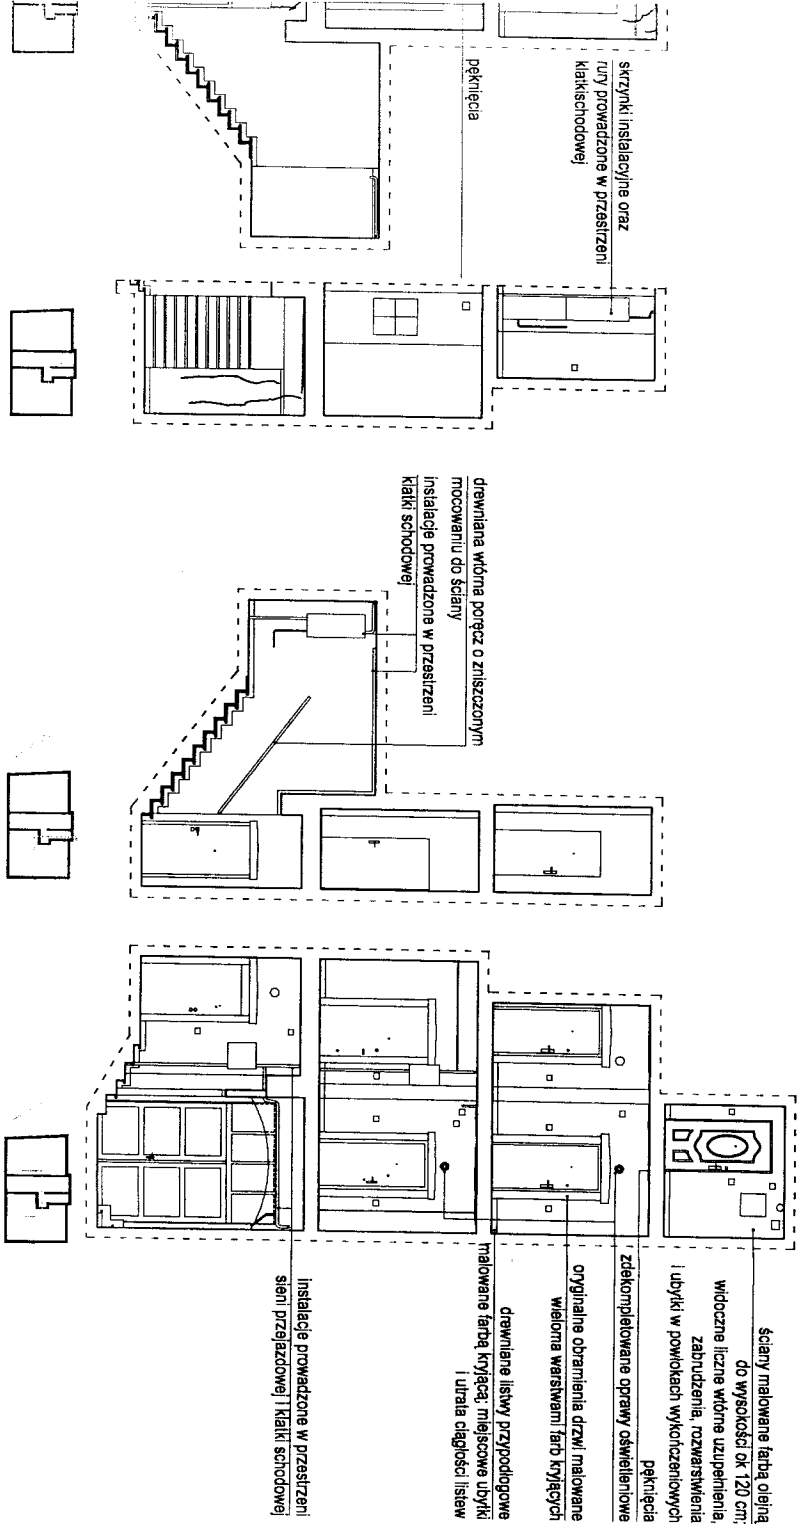 skrzynki instalacyjne oraz
rury prowadzone w przestrzeni
klatkischodowej
pęknięcia
drewniana wtórna poręcz o zniszczonym
mocowaniu do ściany
instalacje prowadzone w przestrzeni
klatki schodowej
ściany malowane farbą olejną
do wysokości ok 120 cm;
widoczne liczne wtórne uzupełnienia,
zabrudzenia, rozwarstwienia
i ubytki w powłokach wykończeniowych
pęknięcia
zdekompletowane oprawy oświetleniowe
oryginalne obramienia drzwi malowane
wieloma warstwami farb kryjących
drewniane listwy przypodłogowe
malowane farbą kryjącą; miejscowe ubytki
i utrata ciągłości listew
instalacje prowadzone w przestrzeni
sieni przejazdowej i klatki schodowej